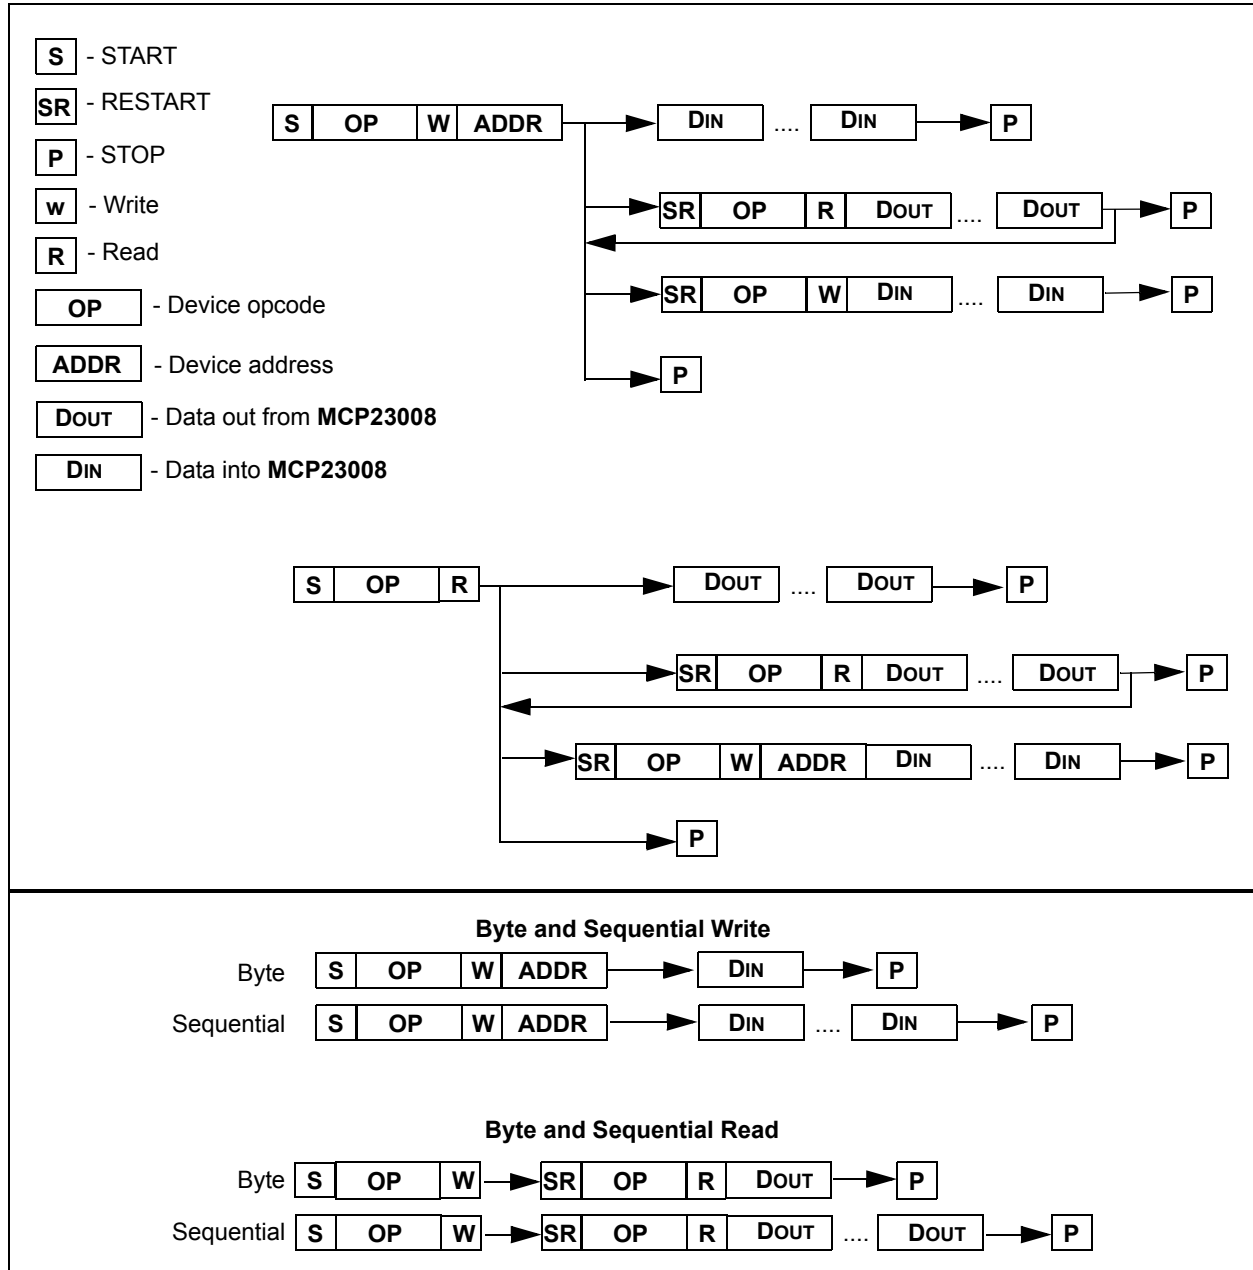 S - START
SR - RESTART
P - STOP
w - Write
R - Read
OP - Device opcode
ADDR - Device address
DOUT - Data out from MCP23008
DIN - Data into MCP23008
S OP W ADDR DIN .... DIN P
SR OP R DOUT .... DOUT P
SR OP W DIN .... DIN P
P
S OP R DOUT .... DOUT P
SR OP R DOUT .... DOUT P
SR OP W ADDR DIN .... DIN P
P
Byte and Sequential Write
Byte S OP W ADDR DIN P
Sequential S OP W ADDR DIN .... DIN P
Byte and Sequential Read
Byte S OP W SR OP R DOUT P
Sequential S OP W SR OP R DOUT .... DOUT P